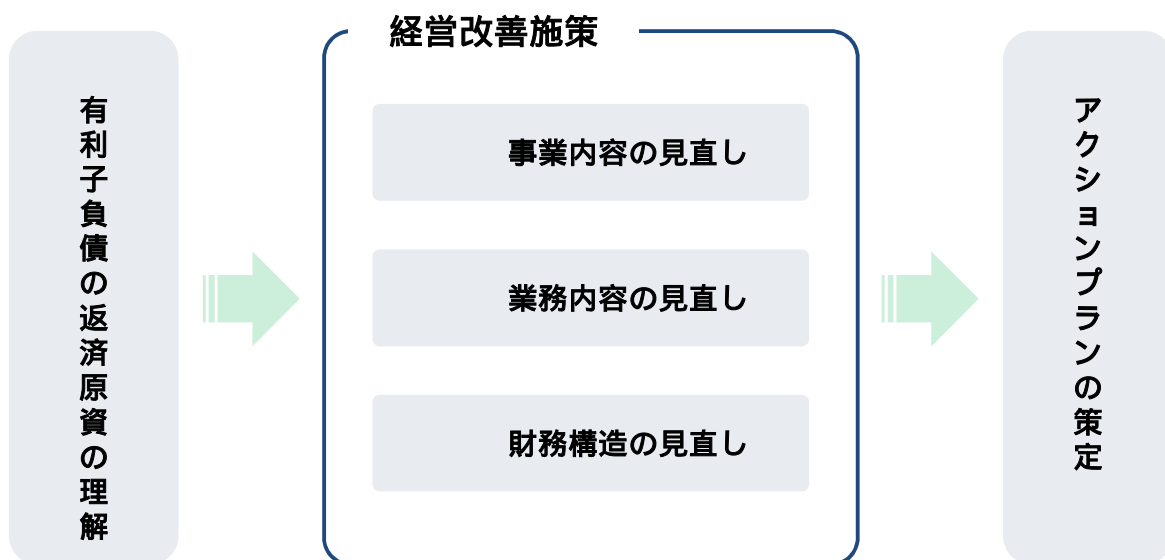 有利子負債の返済原資の理解
経営改善施策
事業内容の見直し
業務内容の見直し
財務構造の見直し
アクションプランの策定